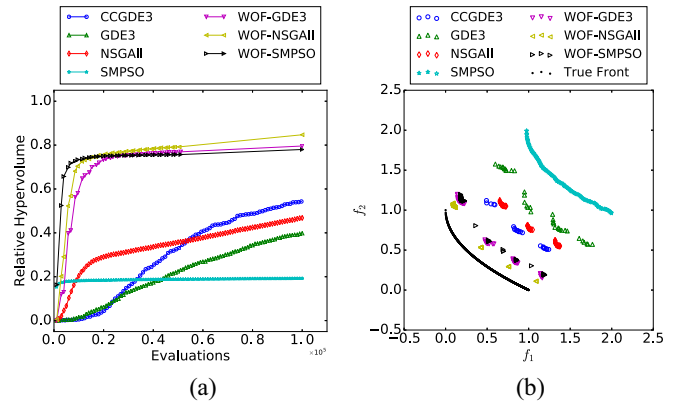 CCGDE3
GDE3
NSGAII
SMPSO
WOF-GDE3
WOF-NSGAII
WOF-SMPSO
Relative Hypervolume
1.0
0.8
0.6
0.4
0.2
0.0
0.0 0.2 0.4 0.6 0.8 1.0
Evaluations
(a)
CCGDE3
GDE3
NSGAII
SMPSO
WOF-GDE3
WOF-NSGAII
WOF-SMPSO
True Front
f2
2.5
2.0
1.5
1.0
0.5
0.0
−0.5
−0.5 0.0 0.5 1.0 1.5 2.0 2.5
f1
(b)